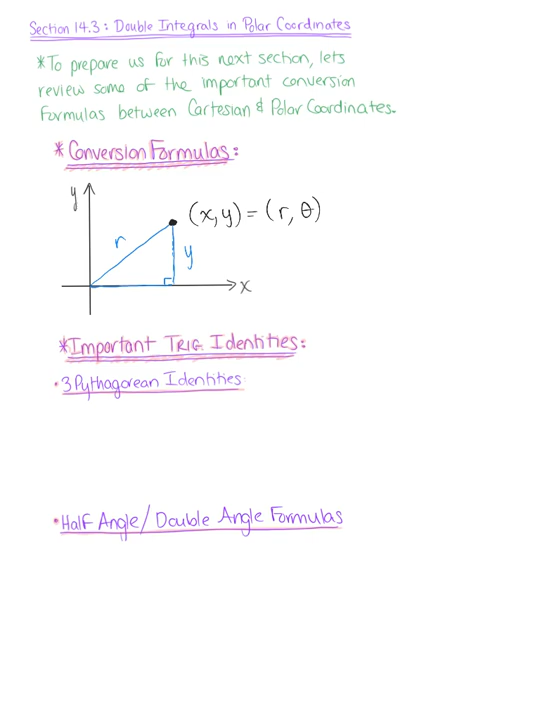 Section 14.3: Double Integrals in Polar Coordinates
*To prepare us for this next section, lets
review some of the important conversion
formulas between Cartesian & Polar Coordinates.
*Conversion Formulas:
y
(x,y) = (r, θ)
r
y
x
*Important TRIG Identities:
•3 Pythagorean Identities
•Half Angle/Double Angle Formulas